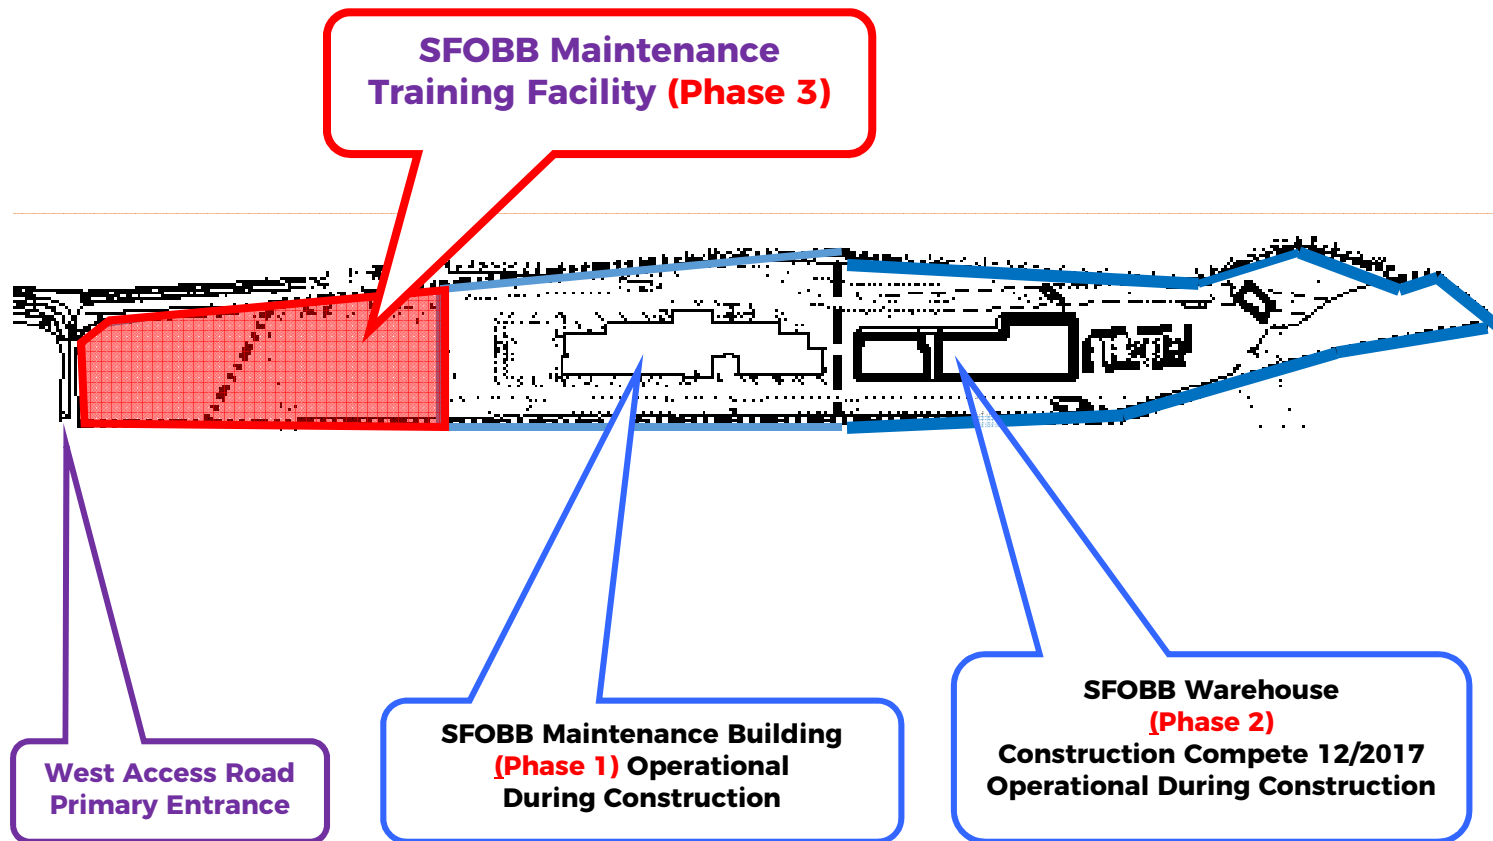 SFOBB Maintenance
Training Facility (Phase 3)
West Access Road
Primary Entrance
SFOBB Maintenance Building
(Phase 1) Operational
During Construction
SFOBB Warehouse
(Phase 2)
Construction Compete 12/2017
Operational During Construction